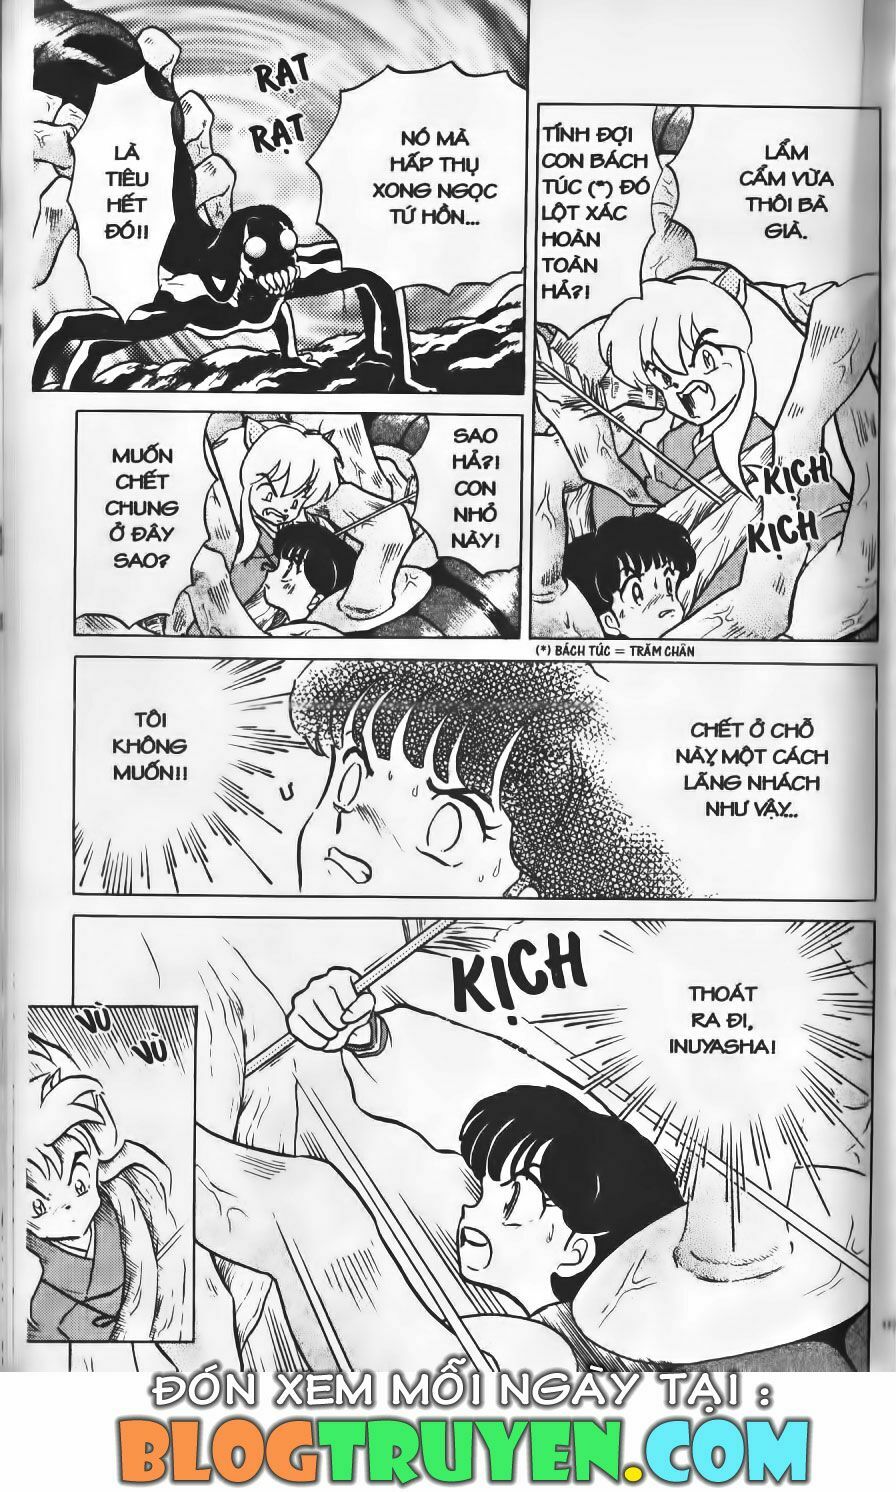 LẨM
CẨM VỪA
THÔI BÀ
GIÀ.
TÍNH ĐỢI
CON BÁCH
TÚC (*) ĐÓ
LỘT XÁC
HOÀN
TOÀN
HẢ?!
KỊCH
KỊCH
(*) BÁCH TÚC = TRĂM CHÂN
RẠT
RẠT
NÓ MÀ
HẤP THỤ
XONG NGỌC
TỨ HỒN...
LÀ
TIÊU
HẾT
ĐÓ!!
SAO
HẢ?!
CON
NHỎ
NÀY!
MUỐN
CHẾT
CHUNG
Ở ĐÂY
SAO?
CHẾT Ở CHỖ
NÀY, MỘT CÁCH
LÃNG NHÁCH
NHƯ VẬY...
TÔI
KHÔNG
MUỐN!!
THOÁT
RA ĐI,
INUYASHA!
KỊCH
VÙ
VÙ
ĐÓN XEM MỖI NGÀY TẠI :
BLOGTRUYEN.COM